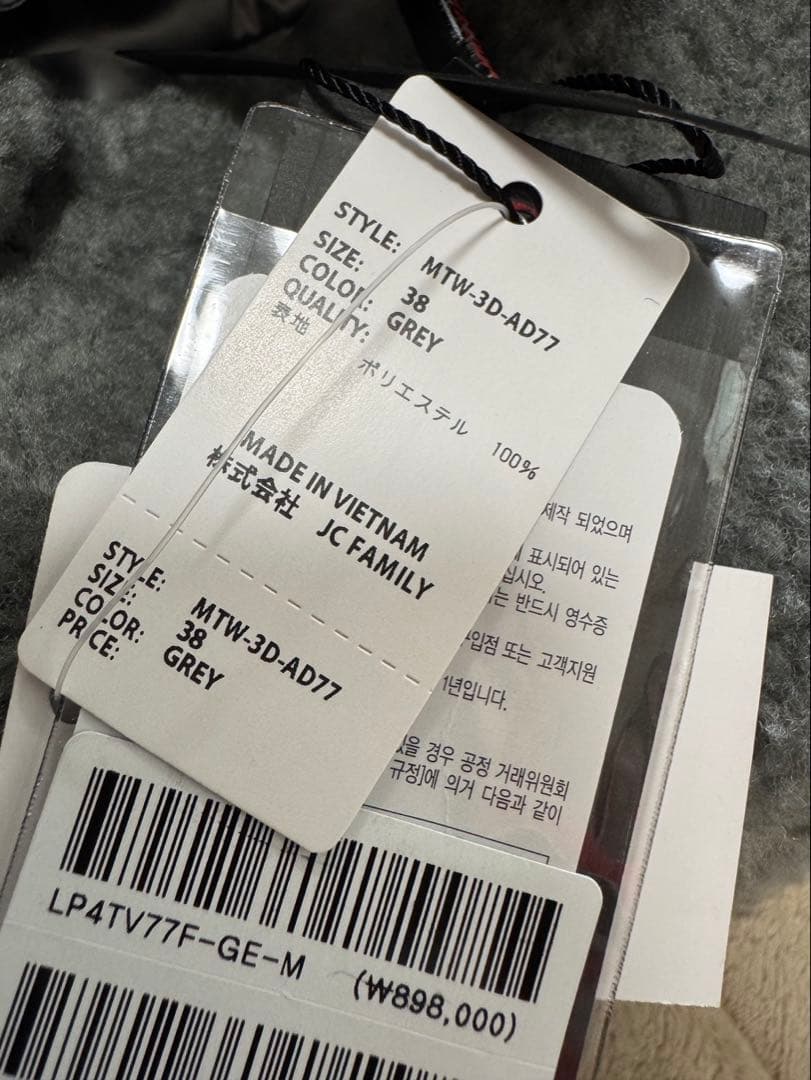 STYLE: MTW-3D-AD77
SIZE: 38
COLOR: GREY
QUALITY:
表地 ポリエステル 100%
MADE IN VIETNAM
株式会社 JC FAMILY
STYLE: MTW-3D-AD77
SIZE: 38
COLOR: GREY
PRICE:
제작 되었으며
표시되어 있는
십시오.
는 반드시 영수증
구입점 또는 고객지원
1년입니다.
있을 경우 공정 거래위원회
규정]에 의거 다음과 같이
LP4TV77F-GE-M (₩898,000)